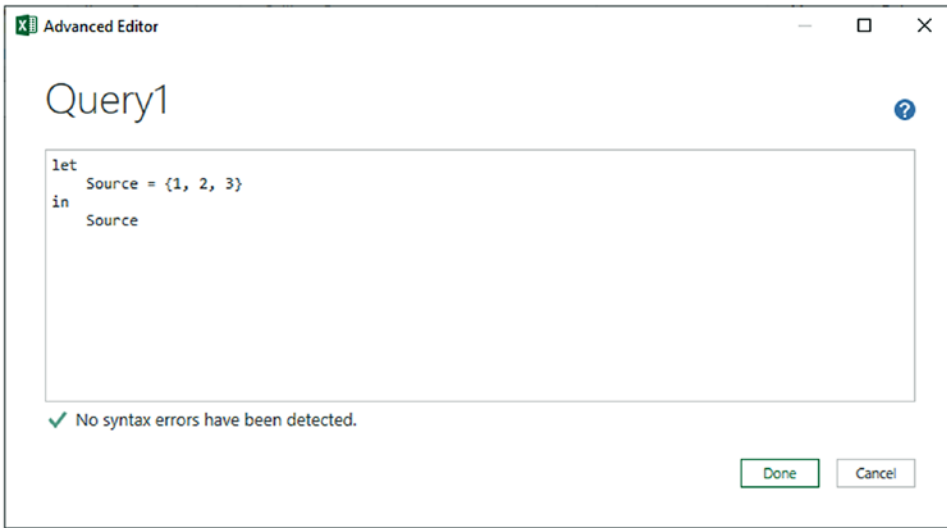 Advanced Editor
Query1
?
let
    Source = {1, 2, 3}
in
    Source
No syntax errors have been detected.
Done
Cancel